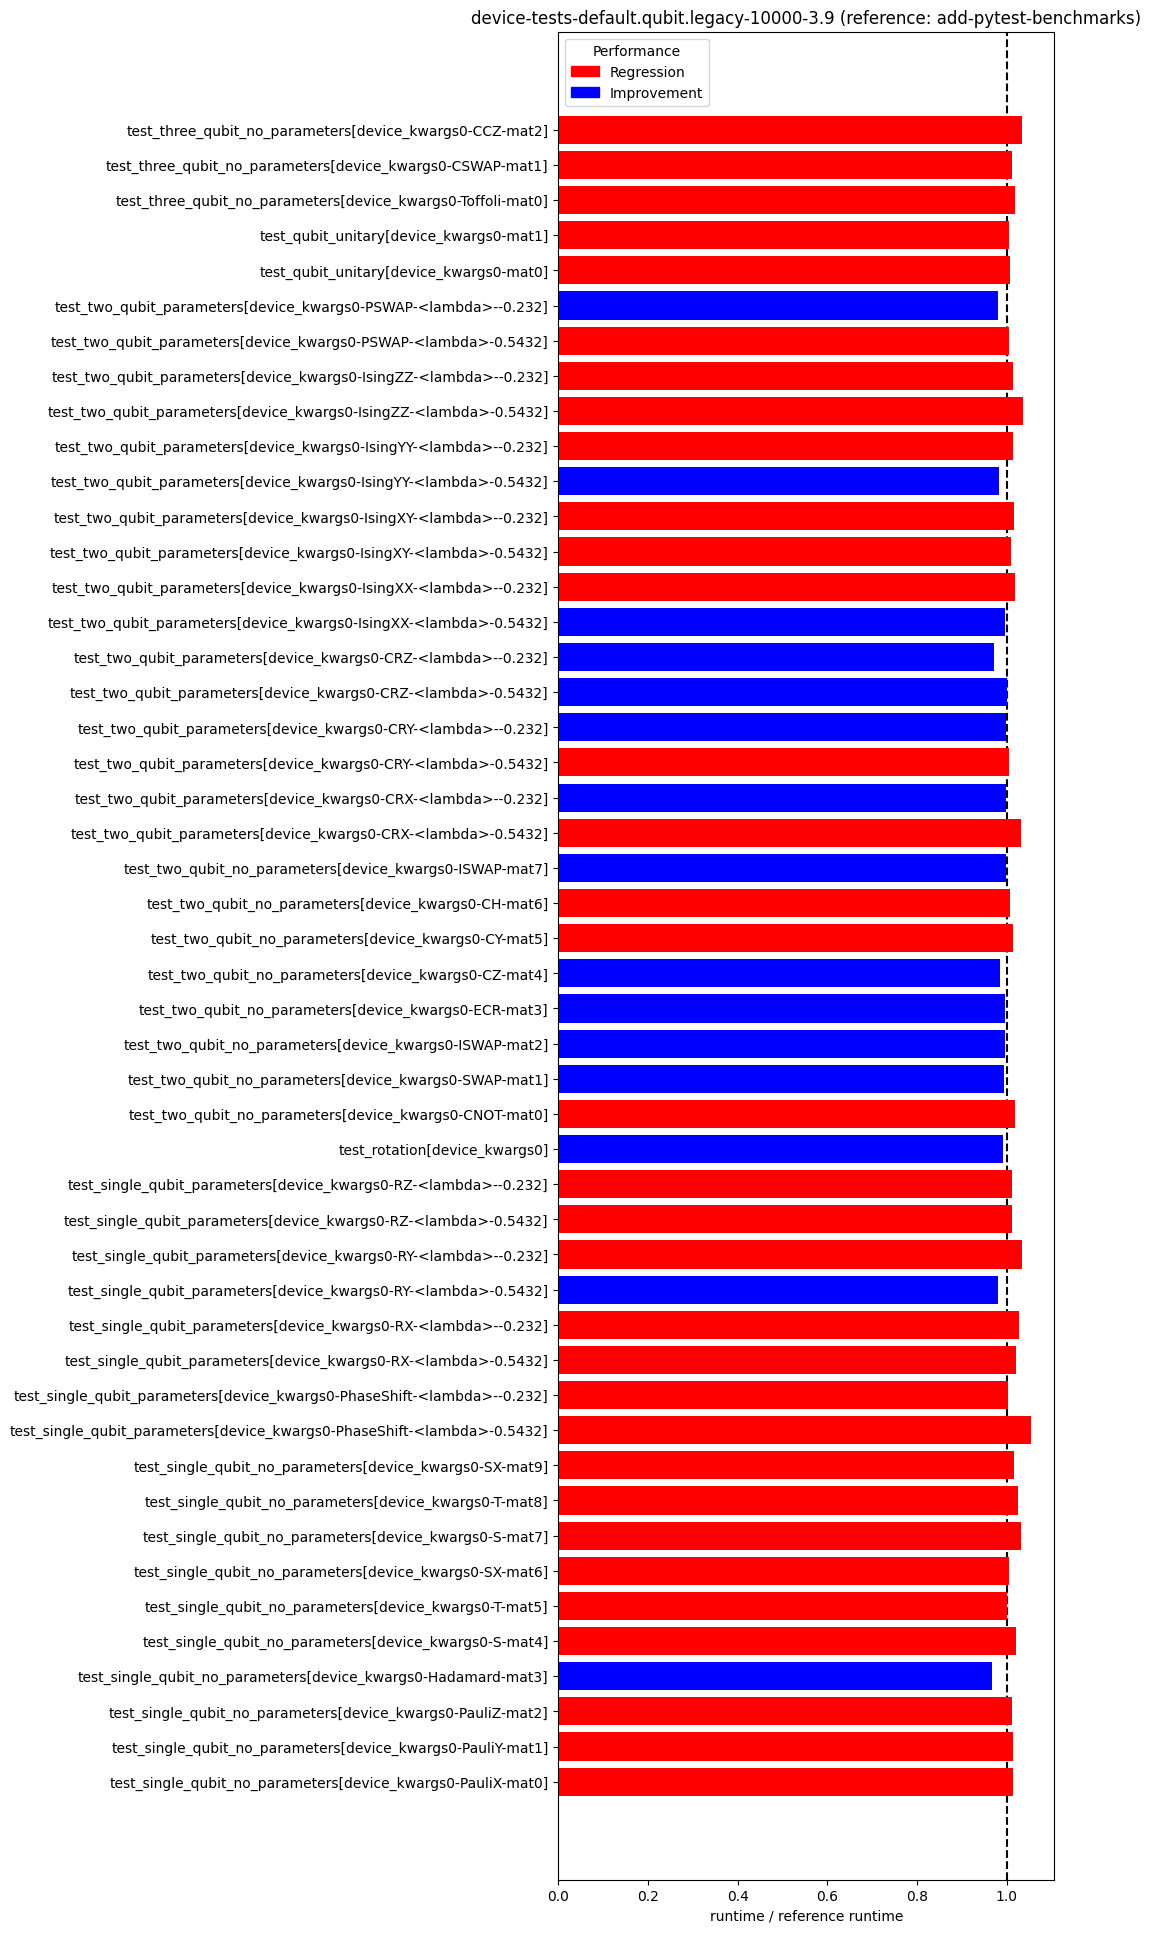 device-tests-default.qubit.legacy-10000-3.9 (reference: add-pytest-benchmarks)
Performance
Regression
Improvement
test_three_qubit_no_parameters[device_kwargs0-CCZ-mat2]
test_three_qubit_no_parameters[device_kwargs0-CSWAP-mat1]
test_three_qubit_no_parameters[device_kwargs0-Toffoli-mat0]
test_qubit_unitary[device_kwargs0-mat1]
test_qubit_unitary[device_kwargs0-mat0]
test_two_qubit_parameters[device_kwargs0-PSWAP-<lambda>--0.232]
test_two_qubit_parameters[device_kwargs0-PSWAP-<lambda>-0.5432]
test_two_qubit_parameters[device_kwargs0-IsingZZ-<lambda>--0.232]
test_two_qubit_parameters[device_kwargs0-IsingZZ-<lambda>-0.5432]
test_two_qubit_parameters[device_kwargs0-IsingYY-<lambda>--0.232]
test_two_qubit_parameters[device_kwargs0-IsingYY-<lambda>-0.5432]
test_two_qubit_parameters[device_kwargs0-IsingXY-<lambda>--0.232]
test_two_qubit_parameters[device_kwargs0-IsingXY-<lambda>-0.5432]
test_two_qubit_parameters[device_kwargs0-IsingXX-<lambda>--0.232]
test_two_qubit_parameters[device_kwargs0-IsingXX-<lambda>-0.5432]
test_two_qubit_parameters[device_kwargs0-CRZ-<lambda>--0.232]
test_two_qubit_parameters[device_kwargs0-CRZ-<lambda>-0.5432]
test_two_qubit_parameters[device_kwargs0-CRY-<lambda>--0.232]
test_two_qubit_parameters[device_kwargs0-CRY-<lambda>-0.5432]
test_two_qubit_parameters[device_kwargs0-CRX-<lambda>--0.232]
test_two_qubit_parameters[device_kwargs0-CRX-<lambda>-0.5432]
test_two_qubit_no_parameters[device_kwargs0-ISWAP-mat7]
test_two_qubit_no_parameters[device_kwargs0-CH-mat6]
test_two_qubit_no_parameters[device_kwargs0-CY-mat5]
test_two_qubit_no_parameters[device_kwargs0-CZ-mat4]
test_two_qubit_no_parameters[device_kwargs0-ECR-mat3]
test_two_qubit_no_parameters[device_kwargs0-ISWAP-mat2]
test_two_qubit_no_parameters[device_kwargs0-SWAP-mat1]
test_two_qubit_no_parameters[device_kwargs0-CNOT-mat0]
test_rotation[device_kwargs0]
test_single_qubit_parameters[device_kwargs0-RZ-<lambda>--0.232]
test_single_qubit_parameters[device_kwargs0-RZ-<lambda>-0.5432]
test_single_qubit_parameters[device_kwargs0-RY-<lambda>--0.232]
test_single_qubit_parameters[device_kwargs0-RY-<lambda>-0.5432]
test_single_qubit_parameters[device_kwargs0-RX-<lambda>--0.232]
test_single_qubit_parameters[device_kwargs0-RX-<lambda>-0.5432]
test_single_qubit_parameters[device_kwargs0-PhaseShift-<lambda>--0.232]
test_single_qubit_parameters[device_kwargs0-PhaseShift-<lambda>-0.5432]
test_single_qubit_no_parameters[device_kwargs0-SX-mat9]
test_single_qubit_no_parameters[device_kwargs0-T-mat8]
test_single_qubit_no_parameters[device_kwargs0-S-mat7]
test_single_qubit_no_parameters[device_kwargs0-SX-mat6]
test_single_qubit_no_parameters[device_kwargs0-T-mat5]
test_single_qubit_no_parameters[device_kwargs0-S-mat4]
test_single_qubit_no_parameters[device_kwargs0-Hadamard-mat3]
test_single_qubit_no_parameters[device_kwargs0-PauliZ-mat2]
test_single_qubit_no_parameters[device_kwargs0-PauliY-mat1]
test_single_qubit_no_parameters[device_kwargs0-PauliX-mat0]
0.0 0.2 0.4 0.6 0.8 1.0
runtime / reference runtime